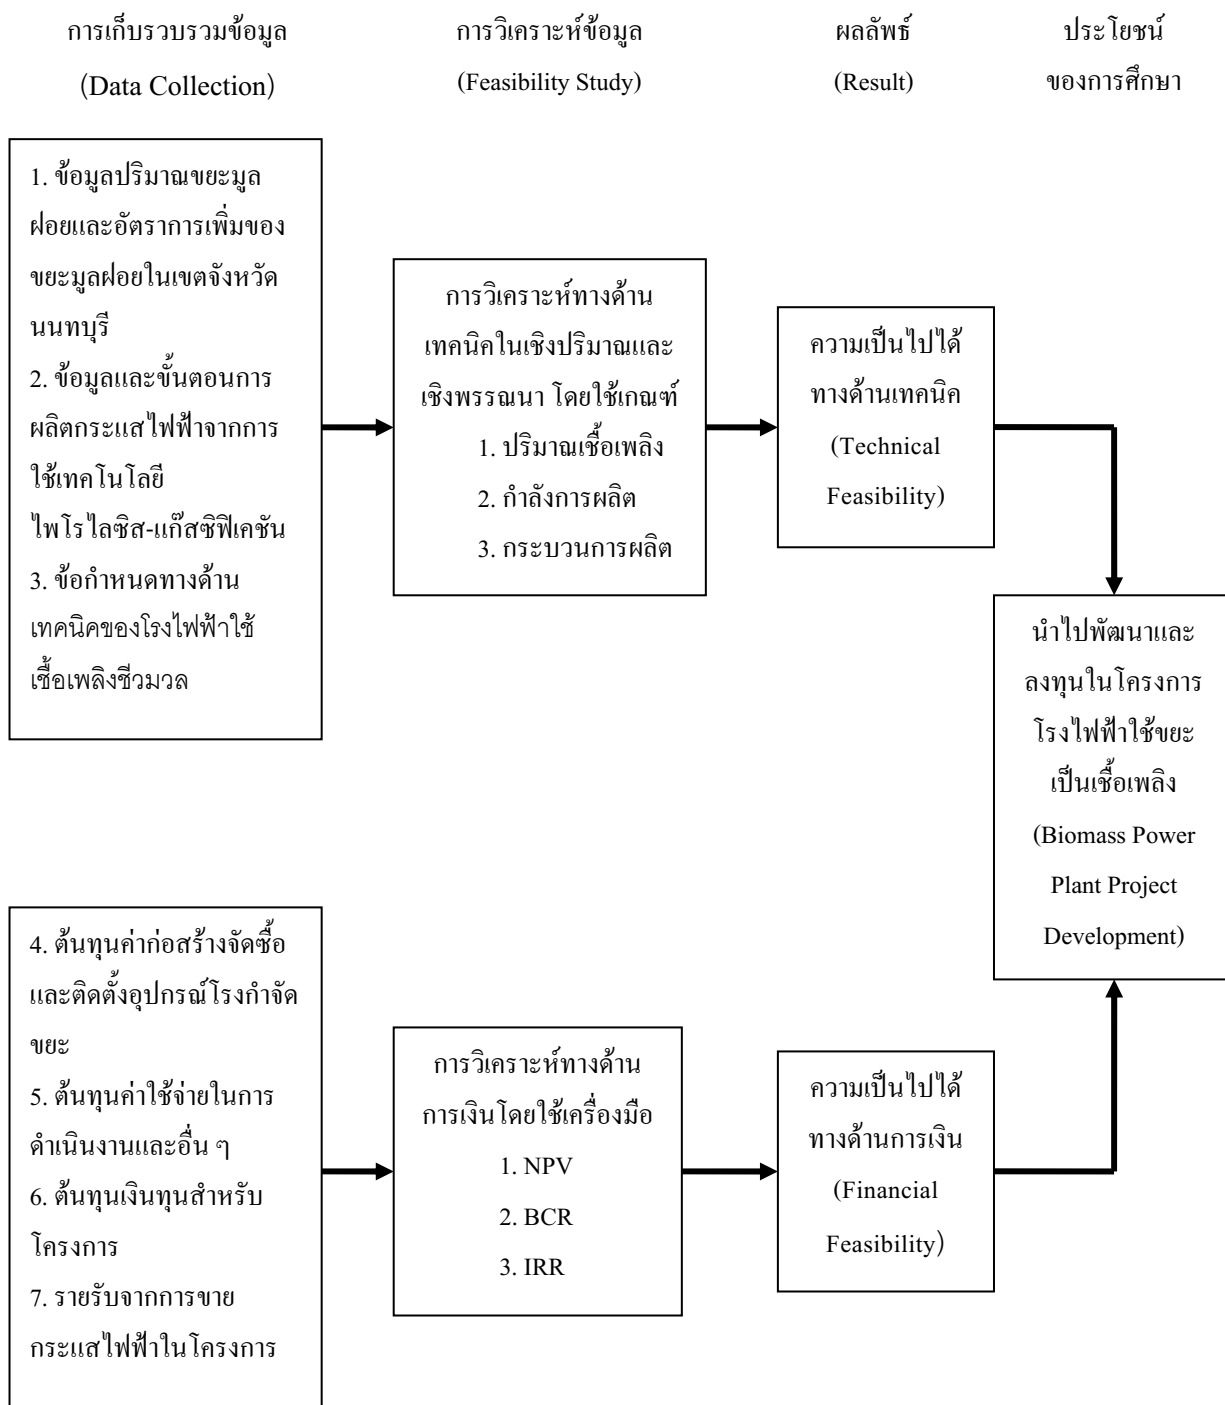 การเก็บรวบรวมข้อมูล
(Data Collection)
การวิเคราะห์ข้อมูล
(Feasibility Study)
ผลลัพธ์
(Result)
ประโยชน์
ของการศึกษา
1. ข้อมูลปริมาณขยะมูล
ฝอยและอัตราการเพิ่มของ
ขยะมูลฝอยในเขตจังหวัด
นนทบุรี
2. ข้อมูลและขั้นตอนการ
ผลิตกระแสไฟฟ้าจากการ
ใช้เทคโนโลยี
ไพโรไลซิส-แก๊สซิฟิเคชัน
3. ข้อกำหนดทางด้าน
เทคนิคของโรงไฟฟ้าใช้
เชื้อเพลิงชีวมวล
การวิเคราะห์ทางด้าน
เทคนิคในเชิงปริมาณและ
เชิงพรรณนา โดยใช้เกณฑ์
1. ปริมาณเชื้อเพลิง
2. กำลังการผลิต
3. กระบวนการผลิต
ความเป็นไปได้
ทางด้านเทคนิค
(Technical
Feasibility)
นำไปพัฒนาและ
ลงทุนในโครงการ
โรงไฟฟ้าใช้ขยะ
เป็นเชื้อเพลิง
(Biomass Power
Plant Project
Development)
4. ต้นทุนค่าก่อสร้างจัดซื้อ
และติดตั้งอุปกรณ์โรงกำจัด
ขยะ
5. ต้นทุนค่าใช้จ่ายในการ
ดำเนินงานและอื่น ๆ
6. ต้นทุนเงินทุนสำหรับ
โครงการ
7. รายรับจากการขาย
กระแสไฟฟ้าในโครงการ
การวิเคราะห์ทางด้าน
การเงินโดยใช้เครื่องมือ
1. NPV
2. BCR
3. IRR
ความเป็นไปได้
ทางด้านการเงิน
(Financial
Feasibility)